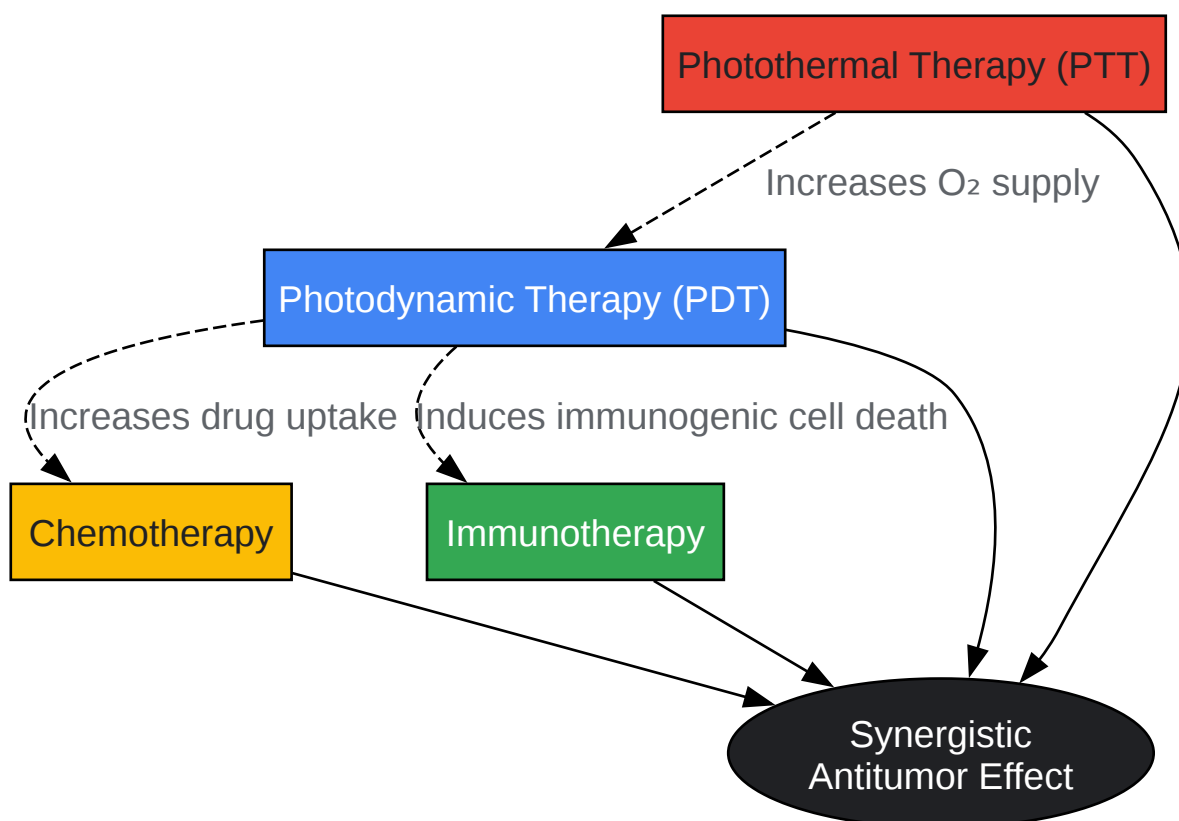 Photothermal Therapy (PTT)
Increases O₂ supply
Photodynamic Therapy (PDT)
Increases drug uptake
Induces immunogenic cell death
Chemotherapy
Immunotherapy
Synergistic
Antitumor Effect